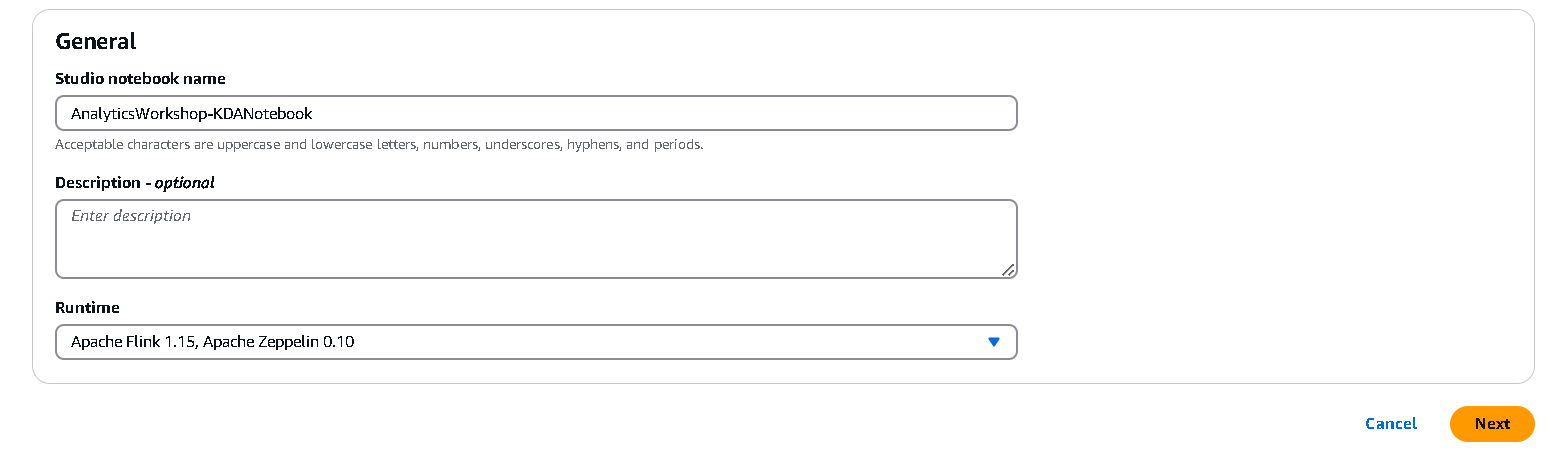 General
Studio notebook name
AnalyticsWorkshop-KDANotebook
Acceptable characters are uppercase and lowercase letters, numbers, underscores, hyphens, and periods.
Description - optional
Enter description
Runtime
Apache Flink 1.15, Apache Zeppelin 0.10
Cancel Next